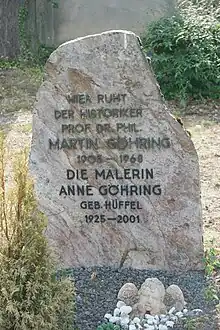 HIER RUHT
DER HISTORIKER
PROF. DR. PHIL.
MARTIN GÖHRING
1903 – 1968
DIE MALERIN
ANNE GÖHRING
GEB. HÜFFEL
1925 – 2001